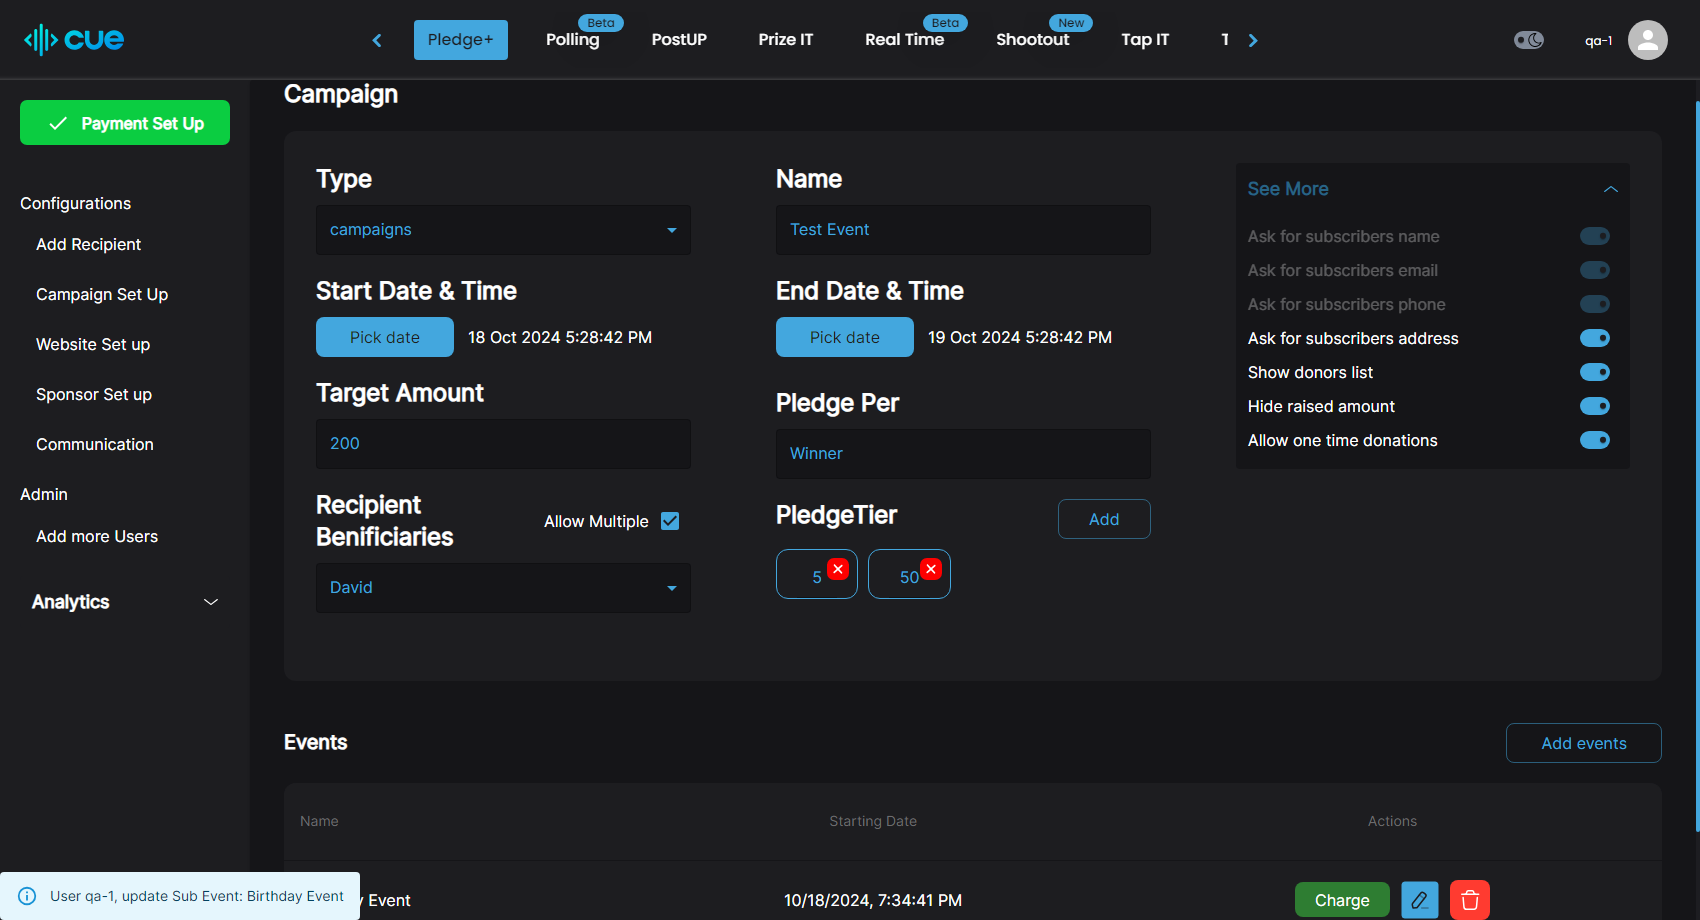 cue
Pledge+
Beta
Polling
PostUP
Prize IT
Beta
Real Time
New
Shootout
Tap IT
qa-1
Payment Set Up
Configurations
Add Recipient
Campaign Set Up
Website Set up
Sponsor Set up
Communication
Admin
Add more Users
Analytics
Campaign
Type
campaigns
Name
Test Event
Start Date & Time
Pick date 18 Oct 2024 5:28:42 PM
End Date & Time
Pick date 19 Oct 2024 5:28:42 PM
Target Amount
200
Pledge Per
Winner
Recipient
Benificiaries
Allow Multiple
David
PledgeTier
Add
5
50
See More
Ask for subscribers name
Ask for subscribers email
Ask for subscribers phone
Ask for subscribers address
Show donors list
Hide raised amount
Allow one time donations
Events
Add events
Name Starting Date Actions
Event 10/18/2024, 7:34:41 PM Charge
User qa-1, update Sub Event: Birthday Event